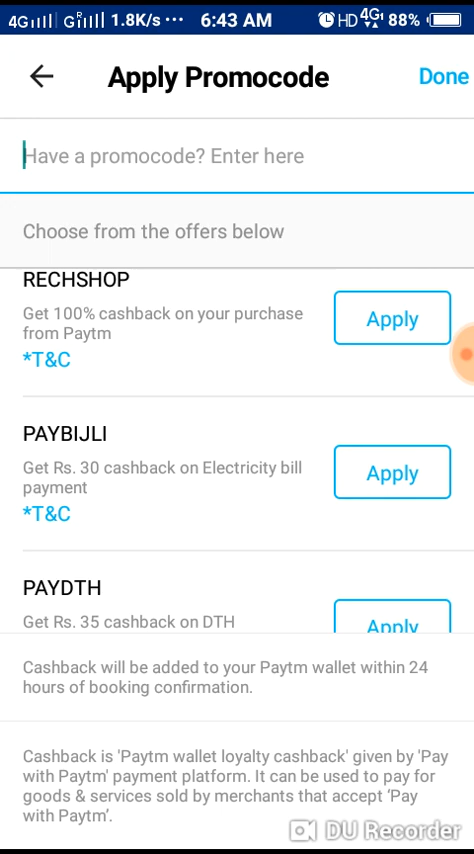 4G G R 1.8K/s ··· 6:43 AM HD 4G 88%
Apply Promocode Done
Have a promocode? Enter here
Choose from the offers below
RECHSHOP
Get 100% cashback on your purchase
from Paytm
Apply
*T&C
PAYBIJLI
Get Rs. 30 cashback on Electricity bill
payment
Apply
*T&C
PAYDTH
Get Rs. 35 cashback on DTH
Apply
Cashback will be added to your Paytm wallet within 24
hours of booking confirmation.
Cashback is 'Paytm wallet loyalty cashback' given by 'Pay
with Paytm' payment platform. It can be used to pay for
goods & services sold by merchants that accept ‘Pay
with Paytm’.
DU Recorder